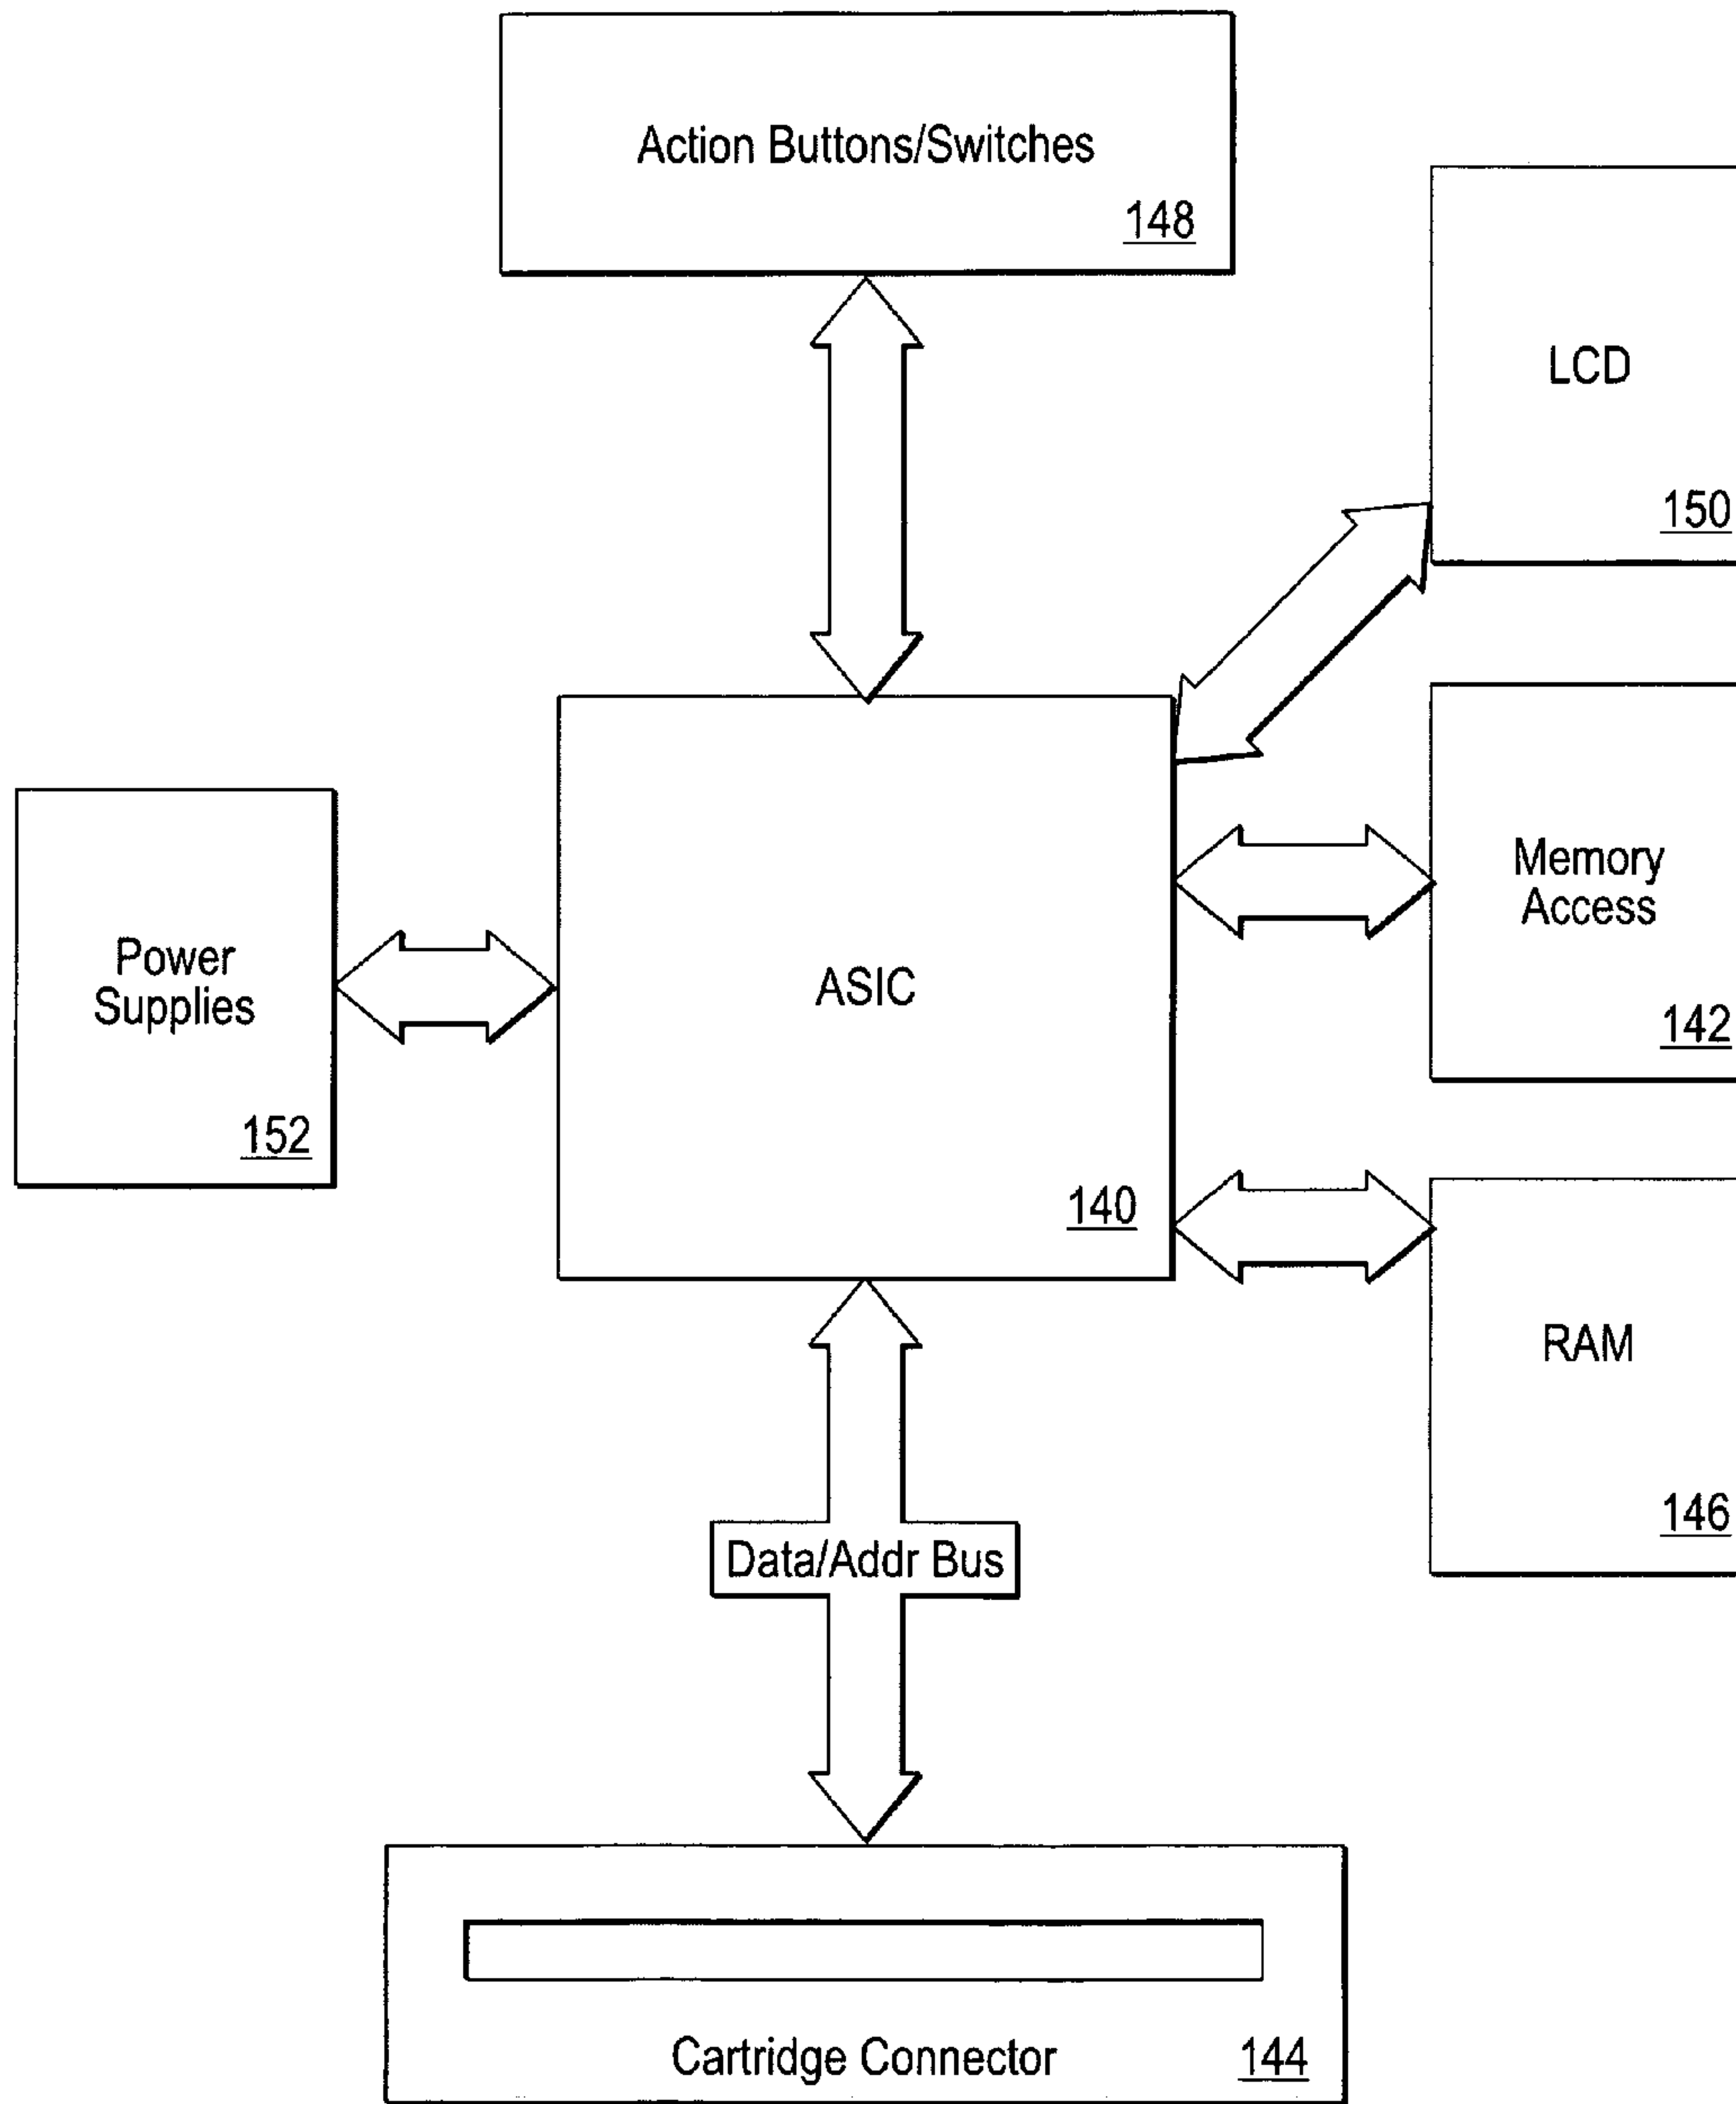 Action Buttons/Switches
148
LCD
150
Memory
Access
142
Power
Supplies
152
ASIC
140
RAM
146
Data/Addr Bus
Cartridge Connector
144